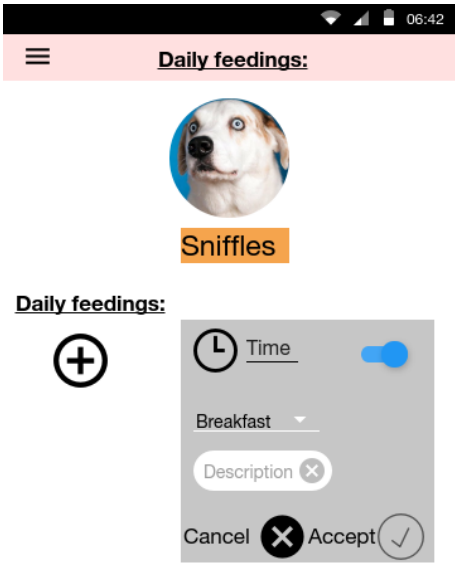 06:42
Daily feedings:
Sniffles
Daily feedings:
Time
Breakfast
Description
Cancel Accept